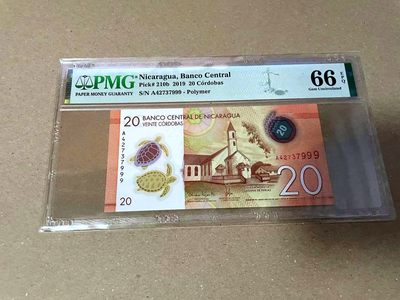 PMG
PAPER MONEY GUARANTY
Nicaragua, Banco Central
Pick# 210b 2019 20 Córdobas
S/N A42737999 - Polymer
66 EPQ
Gem Uncirculated
20 BANCO CENTRAL DE NICARAGUA
VEINTE CÓRDOBAS
20
A42737999
A42737999
20
20